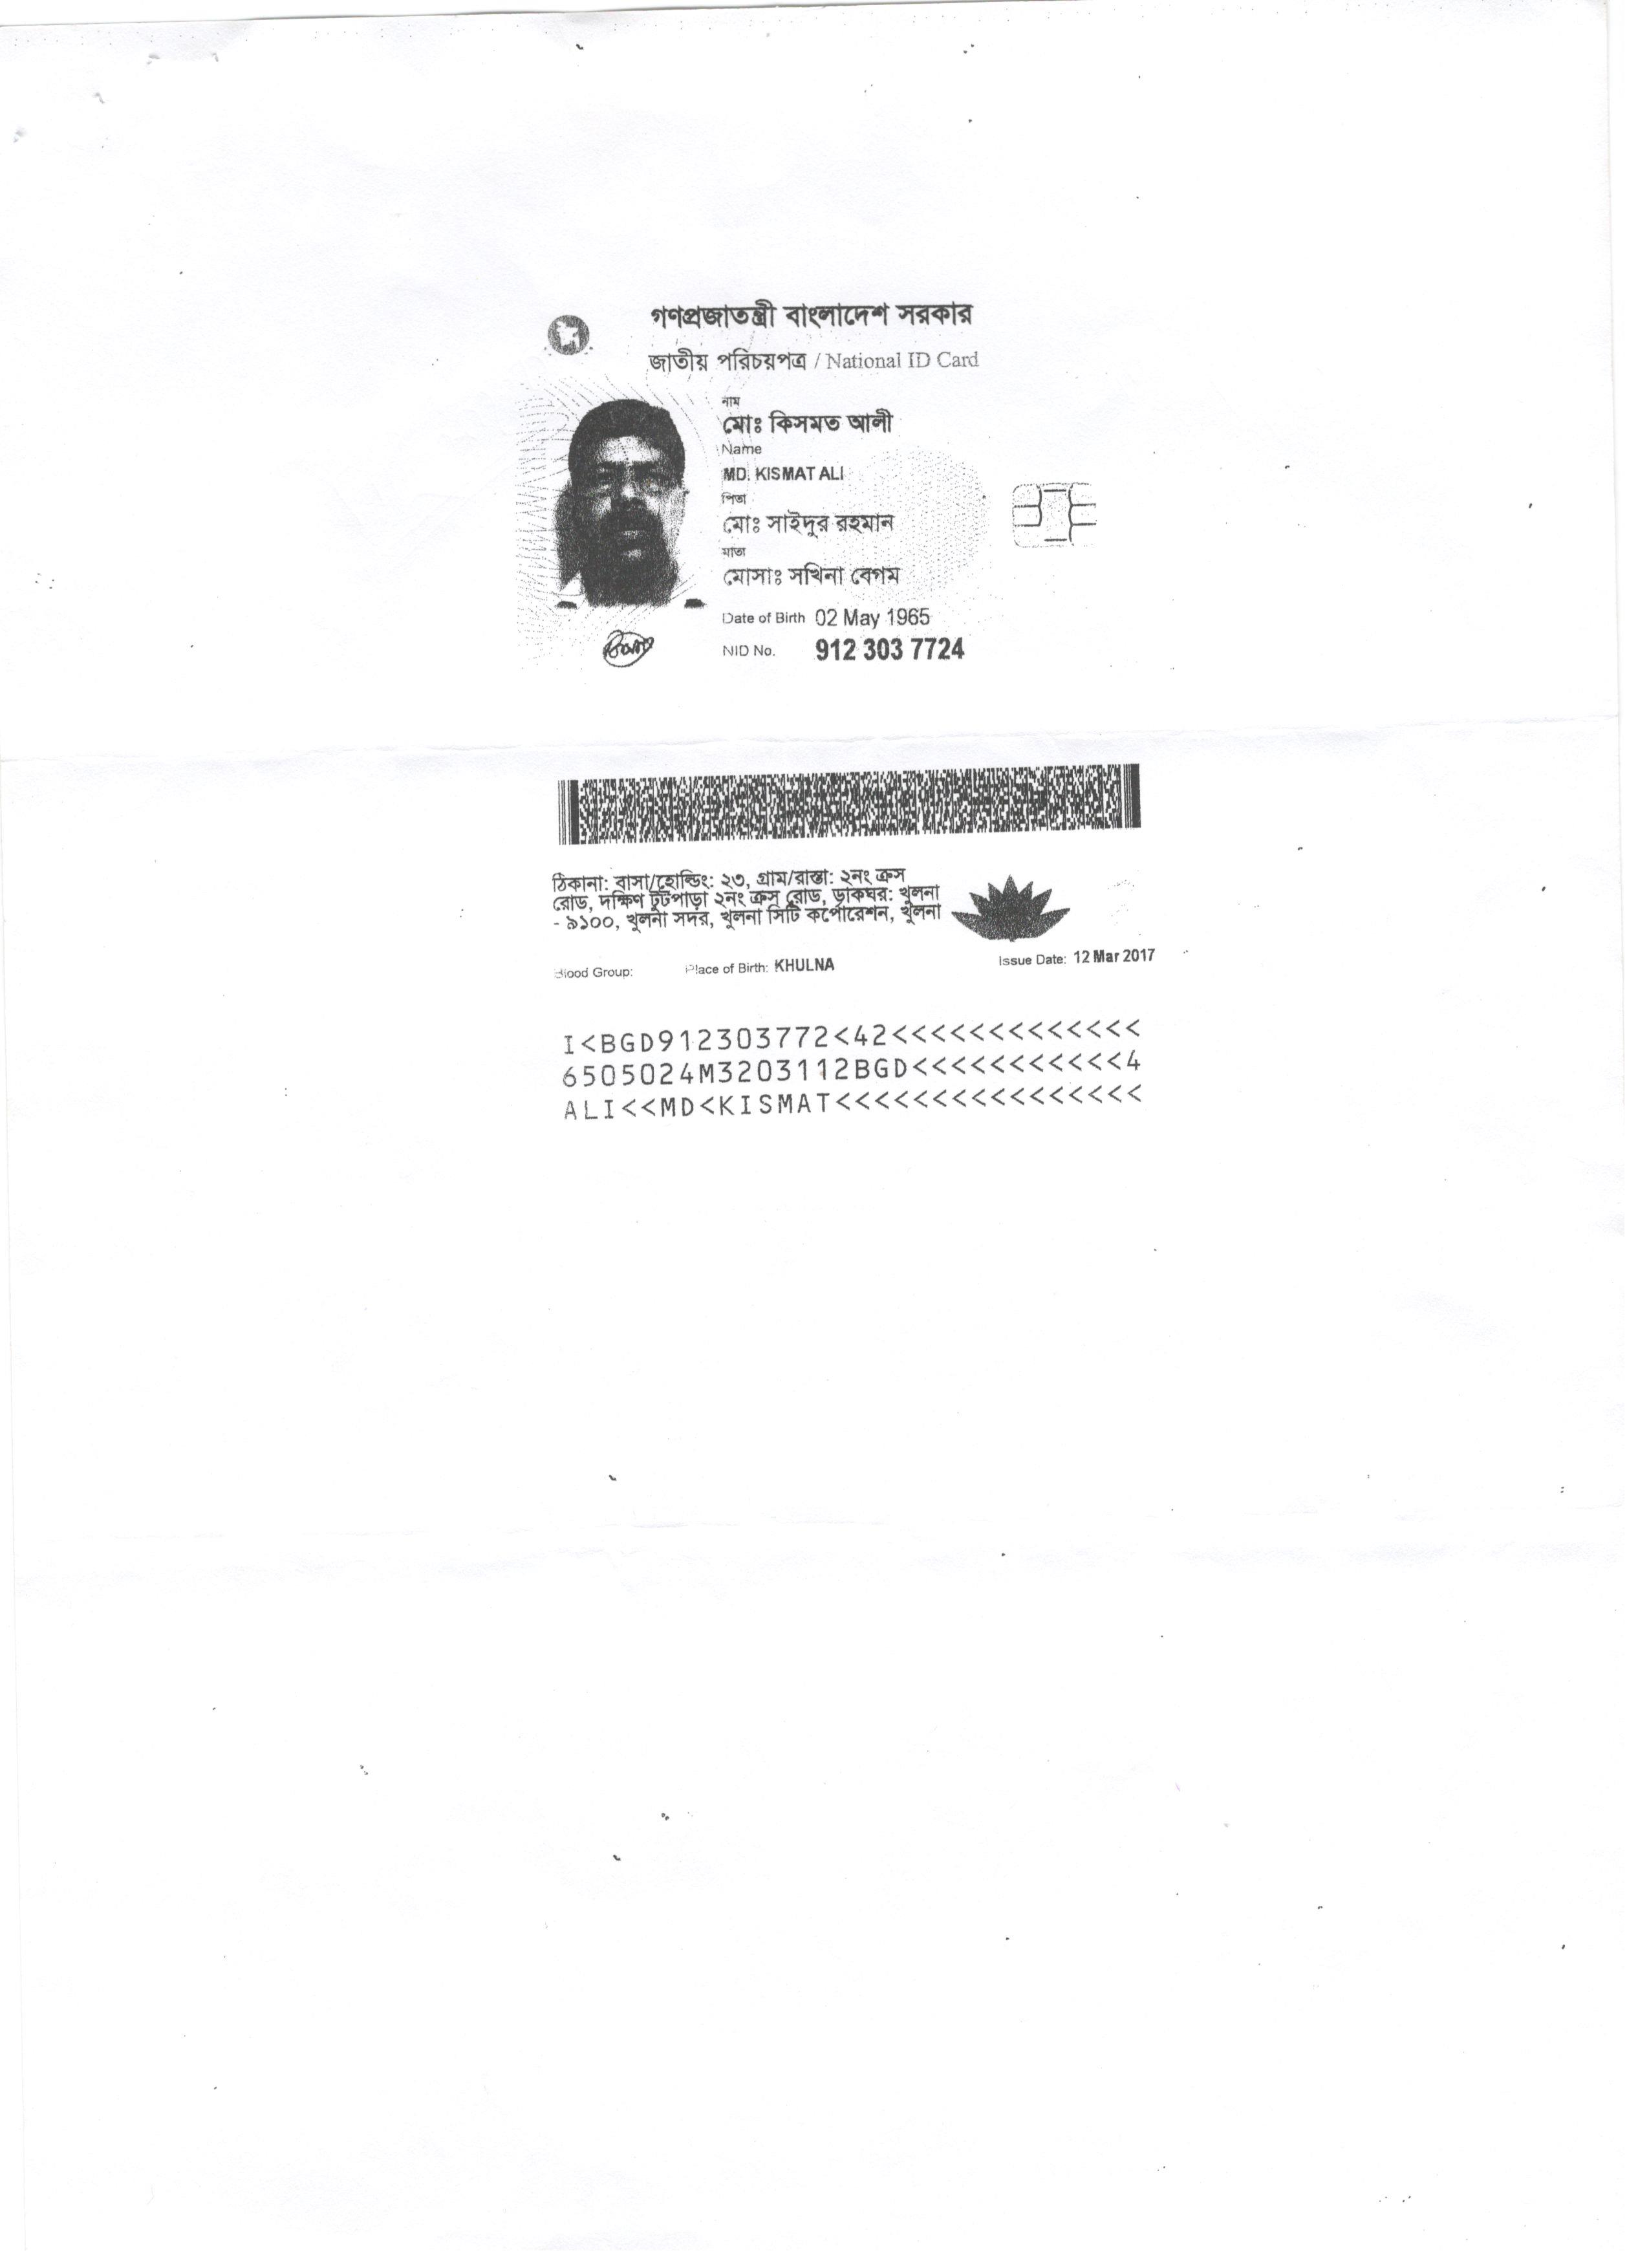 গণপ্রজাতন্ত্রী বাংলাদেশ সরকার
জাতীয় পরিচয়পত্র / National ID Card
নাম
মোঃ কিসমত আলী
Name
MD. KISMAT ALI
পিতা
মোঃ সাইদুর রহমান
মাতা
মোসাঃ সখিনা বেগম
Date of Birth 02 May 1965
NID No. 912 303 7724
ঠিকানা: বাসা/হোল্ডিং: ২৩, গ্রাম/রাস্তা: ২নং ক্রস
রোড, দক্ষিণ টুটপাড়া ২নং ক্রস রোড, ডাকঘর: খুলনা
- ৯১০০, খুলনা সদর, খুলনা সিটি কর্পোরেশন, খুলনা
Blood Group: Place of Birth: KHULNA Issue Date: 12 Mar 2017
I<BGD912303772<42<<<<<<<<<<<<<
6505024M3203112BGD<<<<<<<<<<<4
ALI<<MD<KISMAT<<<<<<<<<<<<<<<<